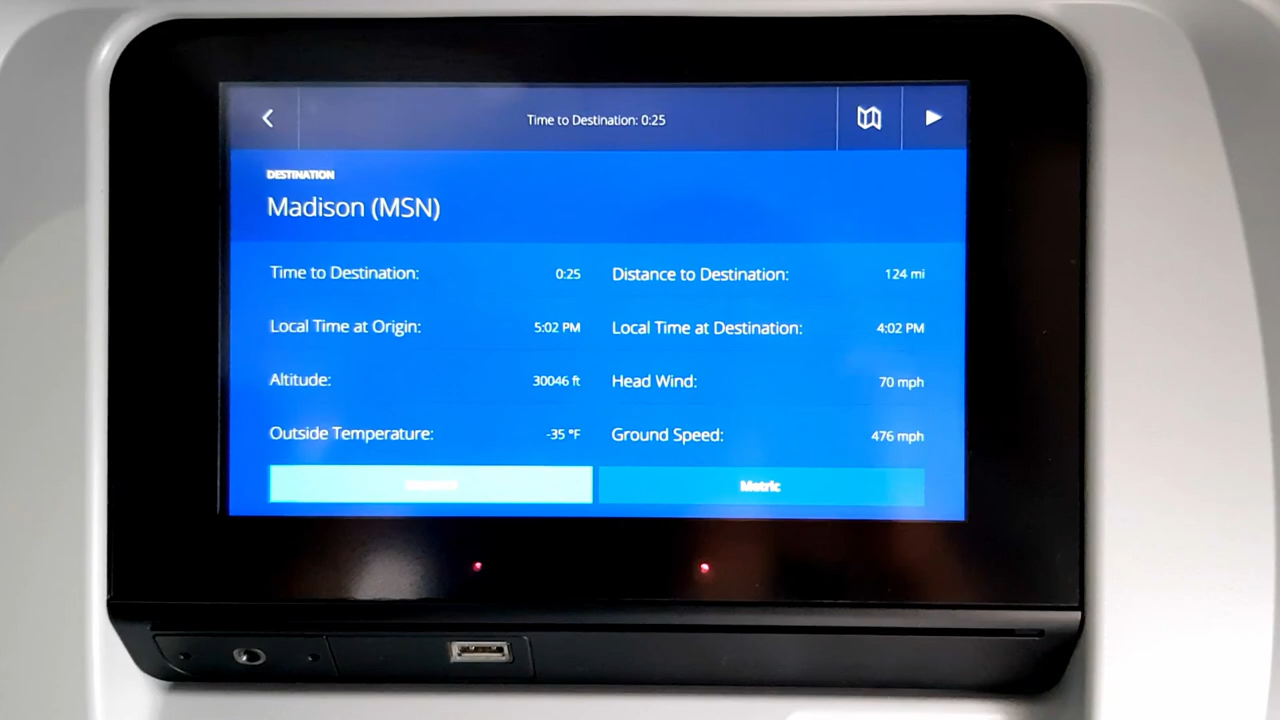 Time to Destination: 0:25
DESTINATION
Madison (MSN)
Time to Destination: 0:25 Distance to Destination: 124 mi
Local Time at Origin: 5:02 PM Local Time at Destination: 4:02 PM
Altitude: 30046 ft Head Wind: 70 mph
Outside Temperature: -35 °F Ground Speed: 476 mph
Metric